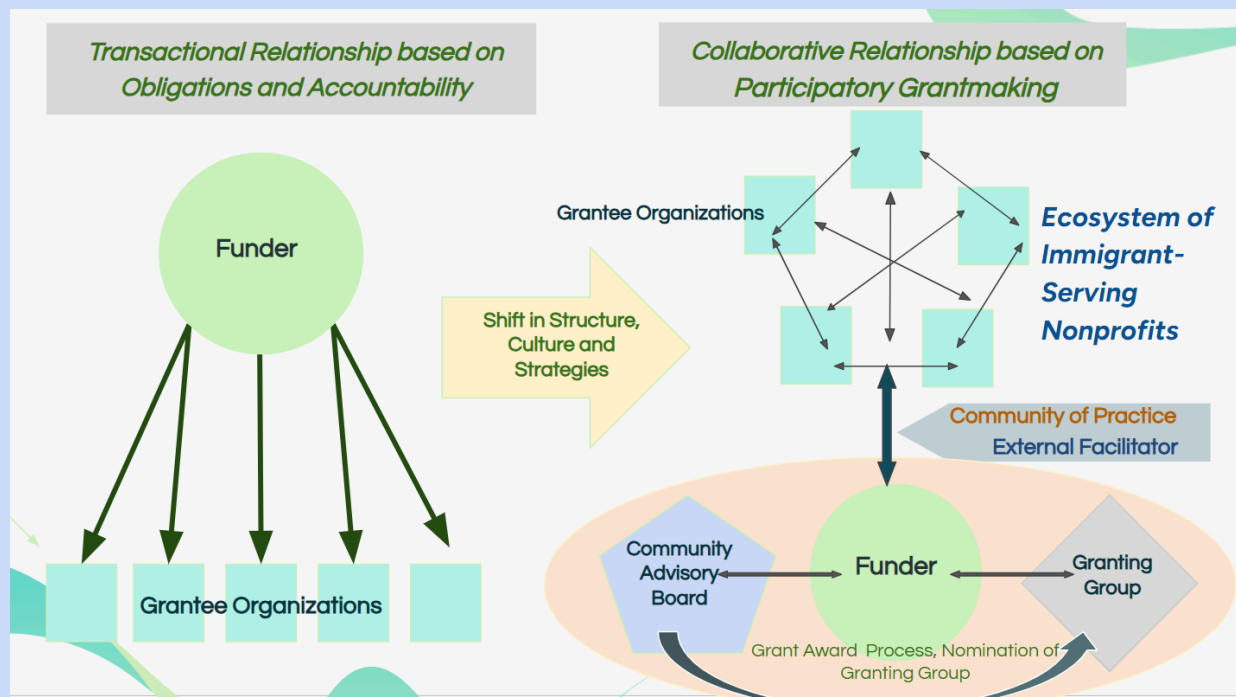 Transactional Relationship based on
Obligations and Accountability
Funder
Grantee Organizations
Shift in Structure,
Culture and
Strategies
Collaborative Relationship based on
Participatory Grantmaking
Grantee Organizations
Ecosystem of
Immigrant-
Serving
Nonprofits
Community of Practice
External Facilitator
Community
Advisory
Board
Funder
Granting
Group
Grant Award Process, Nomination of
Granting Group